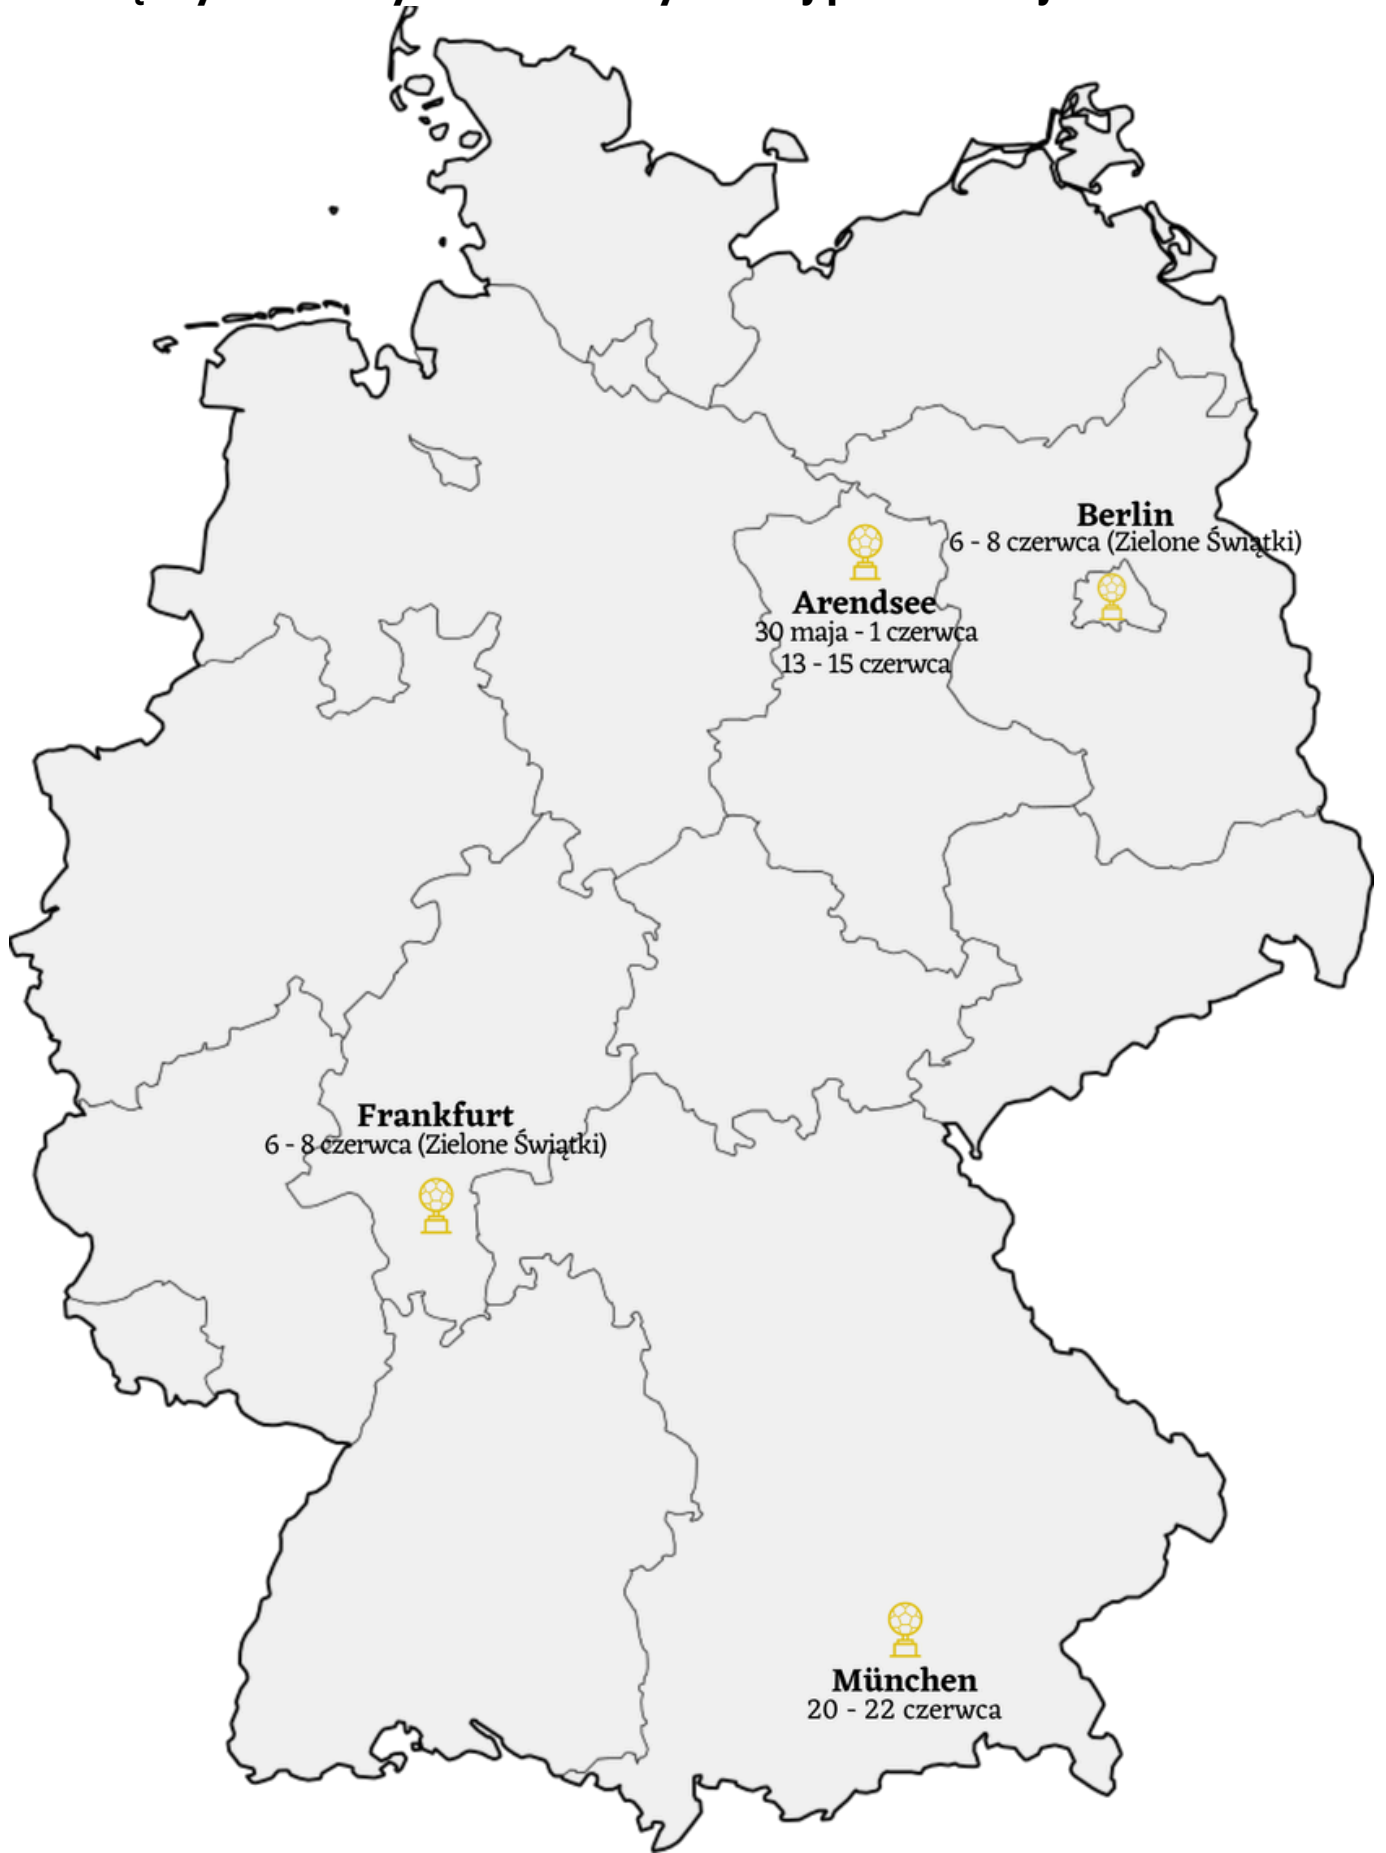 Berlin
6 - 8 czerwca (Zielone Świątki)
Arendsee
30 maja - 1 czerwca
13 - 15 czerwca
Frankfurt
6 - 8 czerwca (Zielone Świątki)
München
20 - 22 czerwca